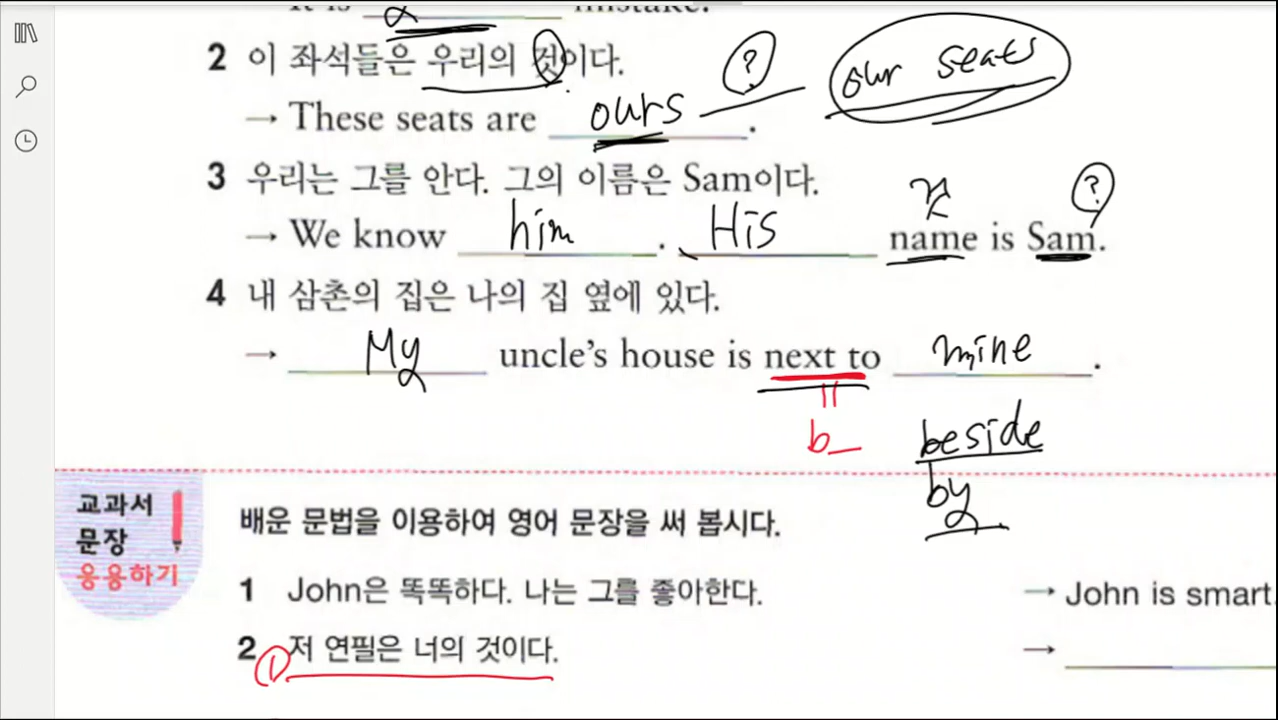 It is a mistake.
2 이 좌석들은 우리의 것이다. ? our seats
→ These seats are ours.
3 우리는 그를 안다. 그의 이름은 Sam이다. ?
→ We know him. His name is Sam.
4 내 삼촌의 집은 나의 집 옆에 있다.
→ My uncle's house is next to mine.
b_
beside
by
교과서
문장
응용하기
배운 문법을 이용하여 영어 문장을 써 봅시다.
1 John은 똑똑하다. 나는 그를 좋아한다. → John is smart
2 ① 저 연필은 너의 것이다. →